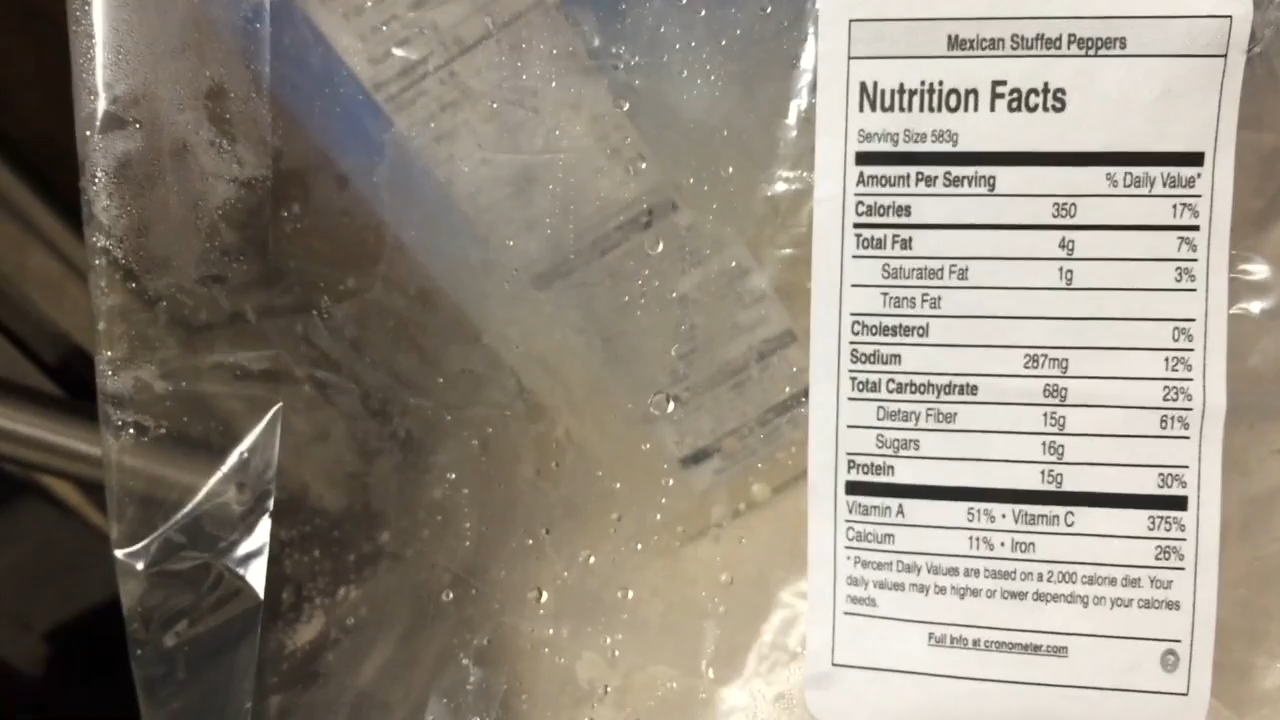 Mexican Stuffed Peppers
Nutrition Facts
Serving Size 583g
Amount Per Serving % Daily Value*
Calories 350 17%
Total Fat 4g 7%
Saturated Fat 1g 3%
Trans Fat
Cholesterol 0%
Sodium 287mg 12%
Total Carbohydrate 68g 23%
Dietary Fiber 15g 61%
Sugars 16g
Protein 15g 30%
Vitamin A 51% • Vitamin C 375%
Calcium 11% • Iron 26%
* Percent Daily Values are based on a 2,000 calorie diet. Your
daily values may be higher or lower depending on your calories
needs.
Full Info at cronometer.com
?